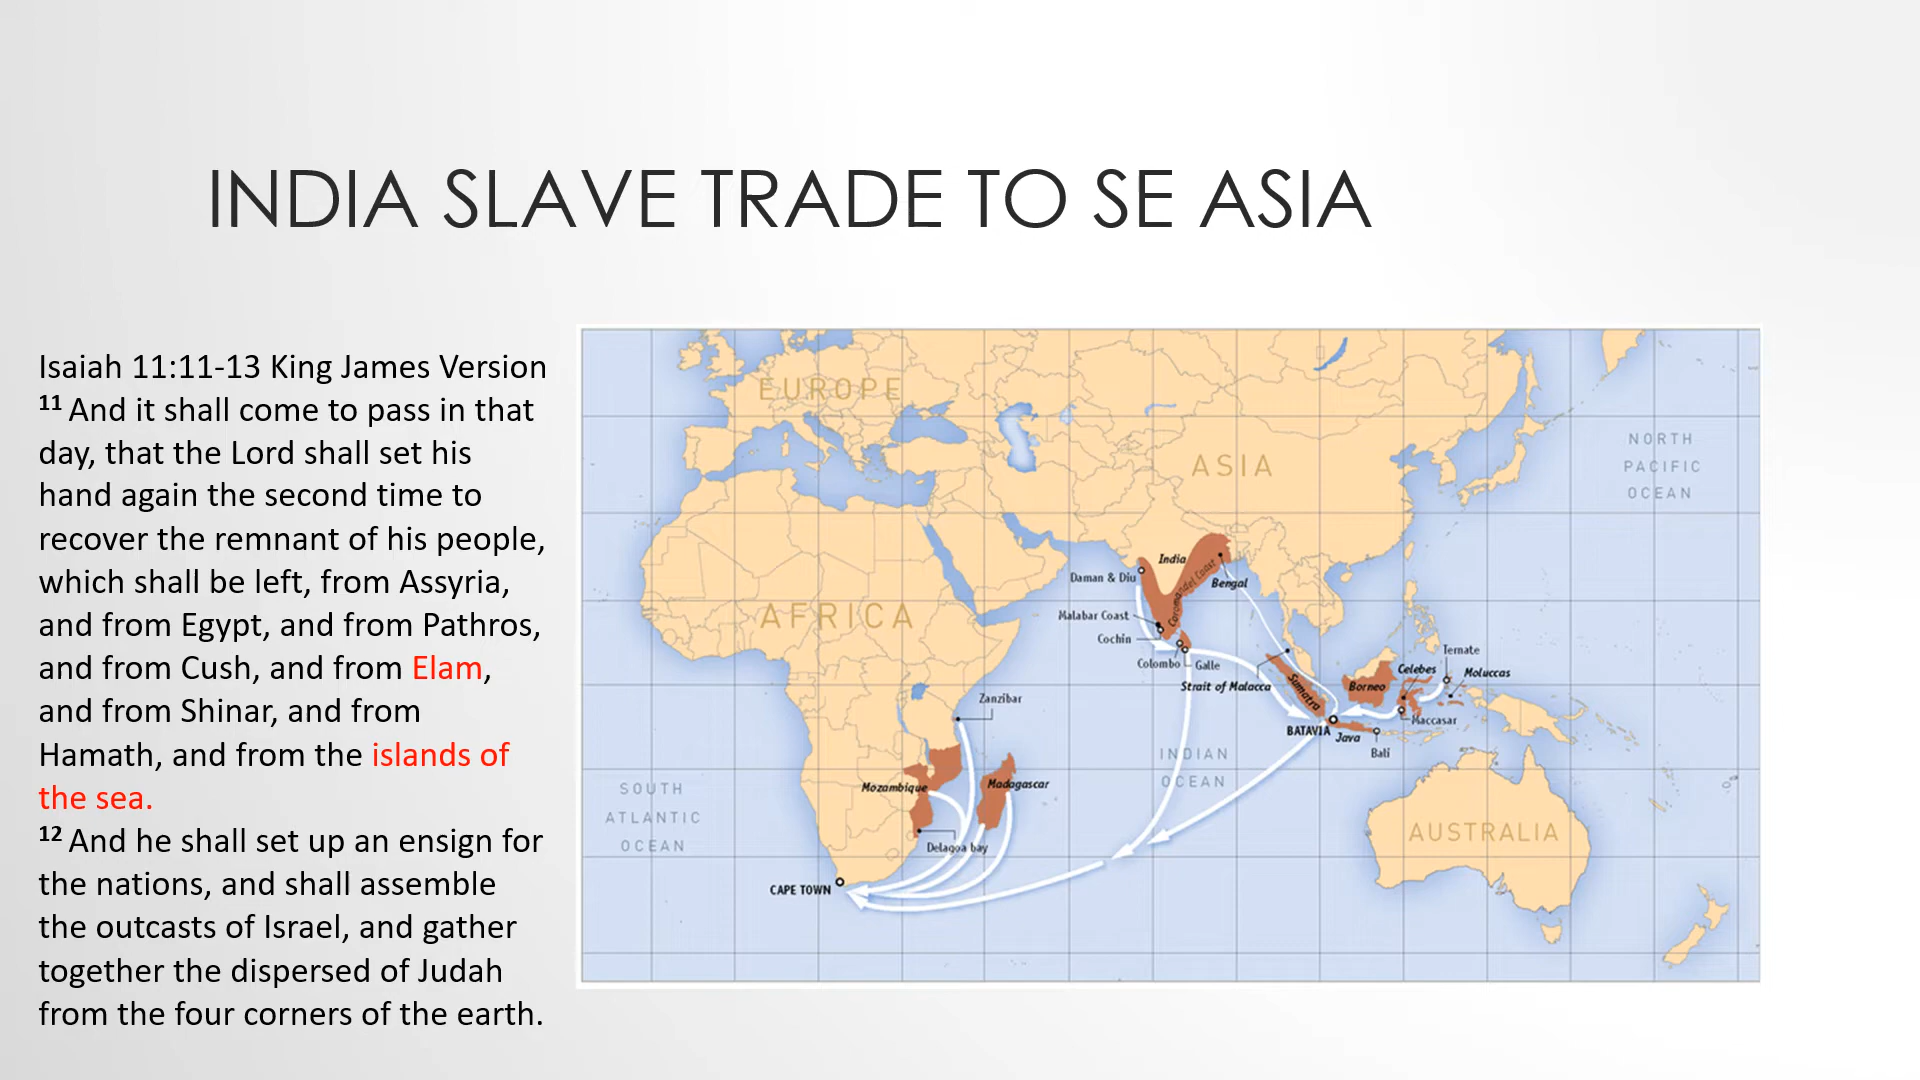 INDIA SLAVE TRADE TO SE ASIA
Isaiah 11:11-13 King James Version
11 And it shall come to pass in that
day, that the Lord shall set his
hand again the second time to
recover the remnant of his people,
which shall be left, from Assyria,
and from Egypt, and from Pathros,
and from Cush, and from Elam,
and from Shinar, and from
Hamath, and from the islands of
the sea.
12 And he shall set up an ensign for
the nations, and shall assemble
the outcasts of Israel, and gather
together the dispersed of Judah
from the four corners of the earth.
EUROPE
ASIA
NORTH
PACIFIC
OCEAN
AFRICA
India
Coromandel Coast
Bengal
Daman & Diu
Malabar Coast
Cochin
Colombo
Galle
Strait of Malacca
Sumatra
Borneo
Celebes
Ternate
Moluccas
Maccasar
BATAVIA
Java
Bali
Zanzibar
INDIAN
OCEAN
Mozambique
Madagascar
Delagoa bay
SOUTH
ATLANTIC
OCEAN
AUSTRALIA
CAPE TOWN